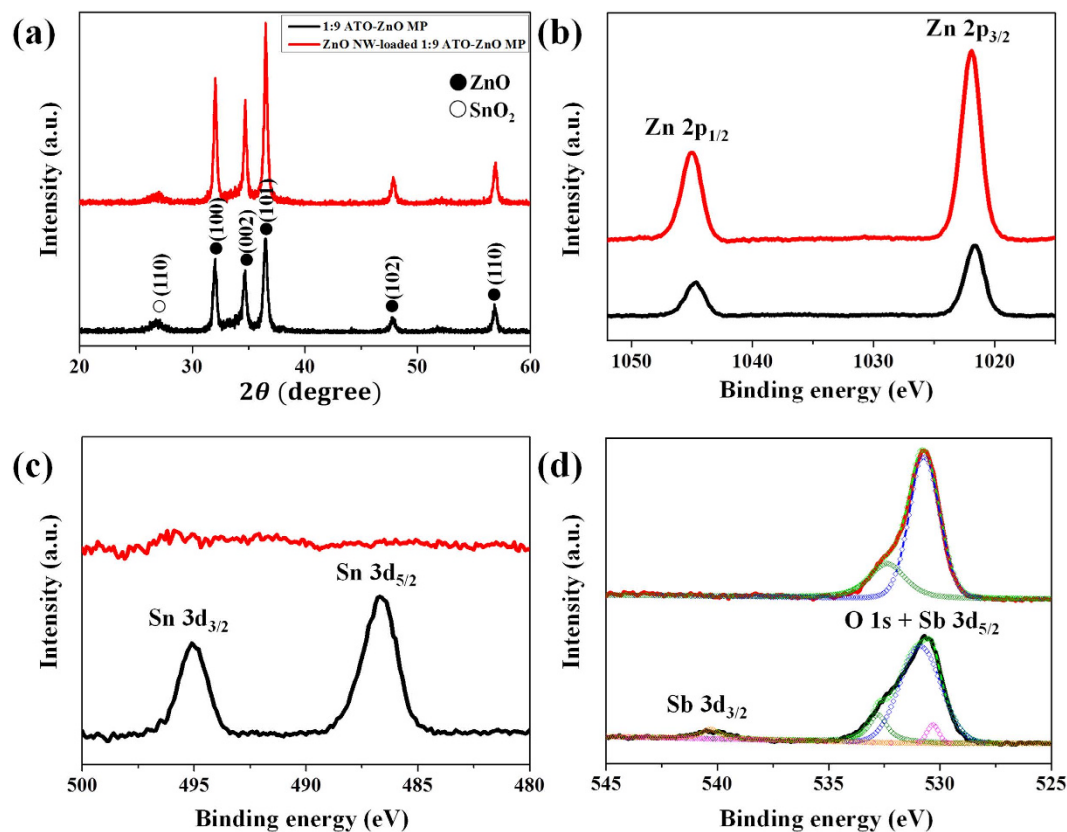 (a)
1:9 ATO-ZnO MP
ZnO NW-loaded 1:9 ATO-ZnO MP
ZnO
SnO₂
Intensity (a.u.)
(110)
(100)
(002)
(101)
(102)
(110)
20 30 40 50 60
2θ (degree)
(b)
Zn 2p₃/₂
Zn 2p₁/₂
Intensity (a.u.)
1050 1040 1030 1020
Binding energy (eV)
(c)
Sn 3d₅/₂
Sn 3d₃/₂
Intensity (a.u.)
500 495 490 485 480
Binding energy (eV)
(d)
O 1s + Sb 3d₅/₂
Sb 3d₃/₂
Intensity (a.u.)
545 540 535 530 525
Binding energy (eV)